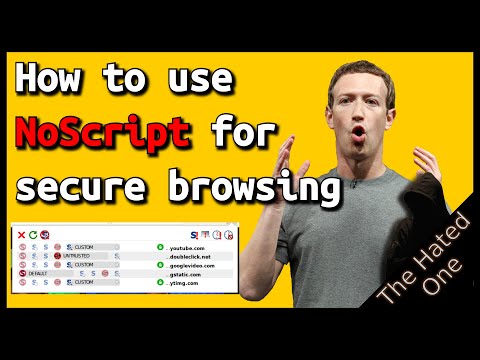 How to use
NoScript for
secure browsing
CUSTOM
…youtube.com
UNTRUSTED
…doubleclick.net
CUSTOM
…googlevideo.com
DEFAULT
…gstatic.com
CUSTOM
…ytimg.com
The Hated
One